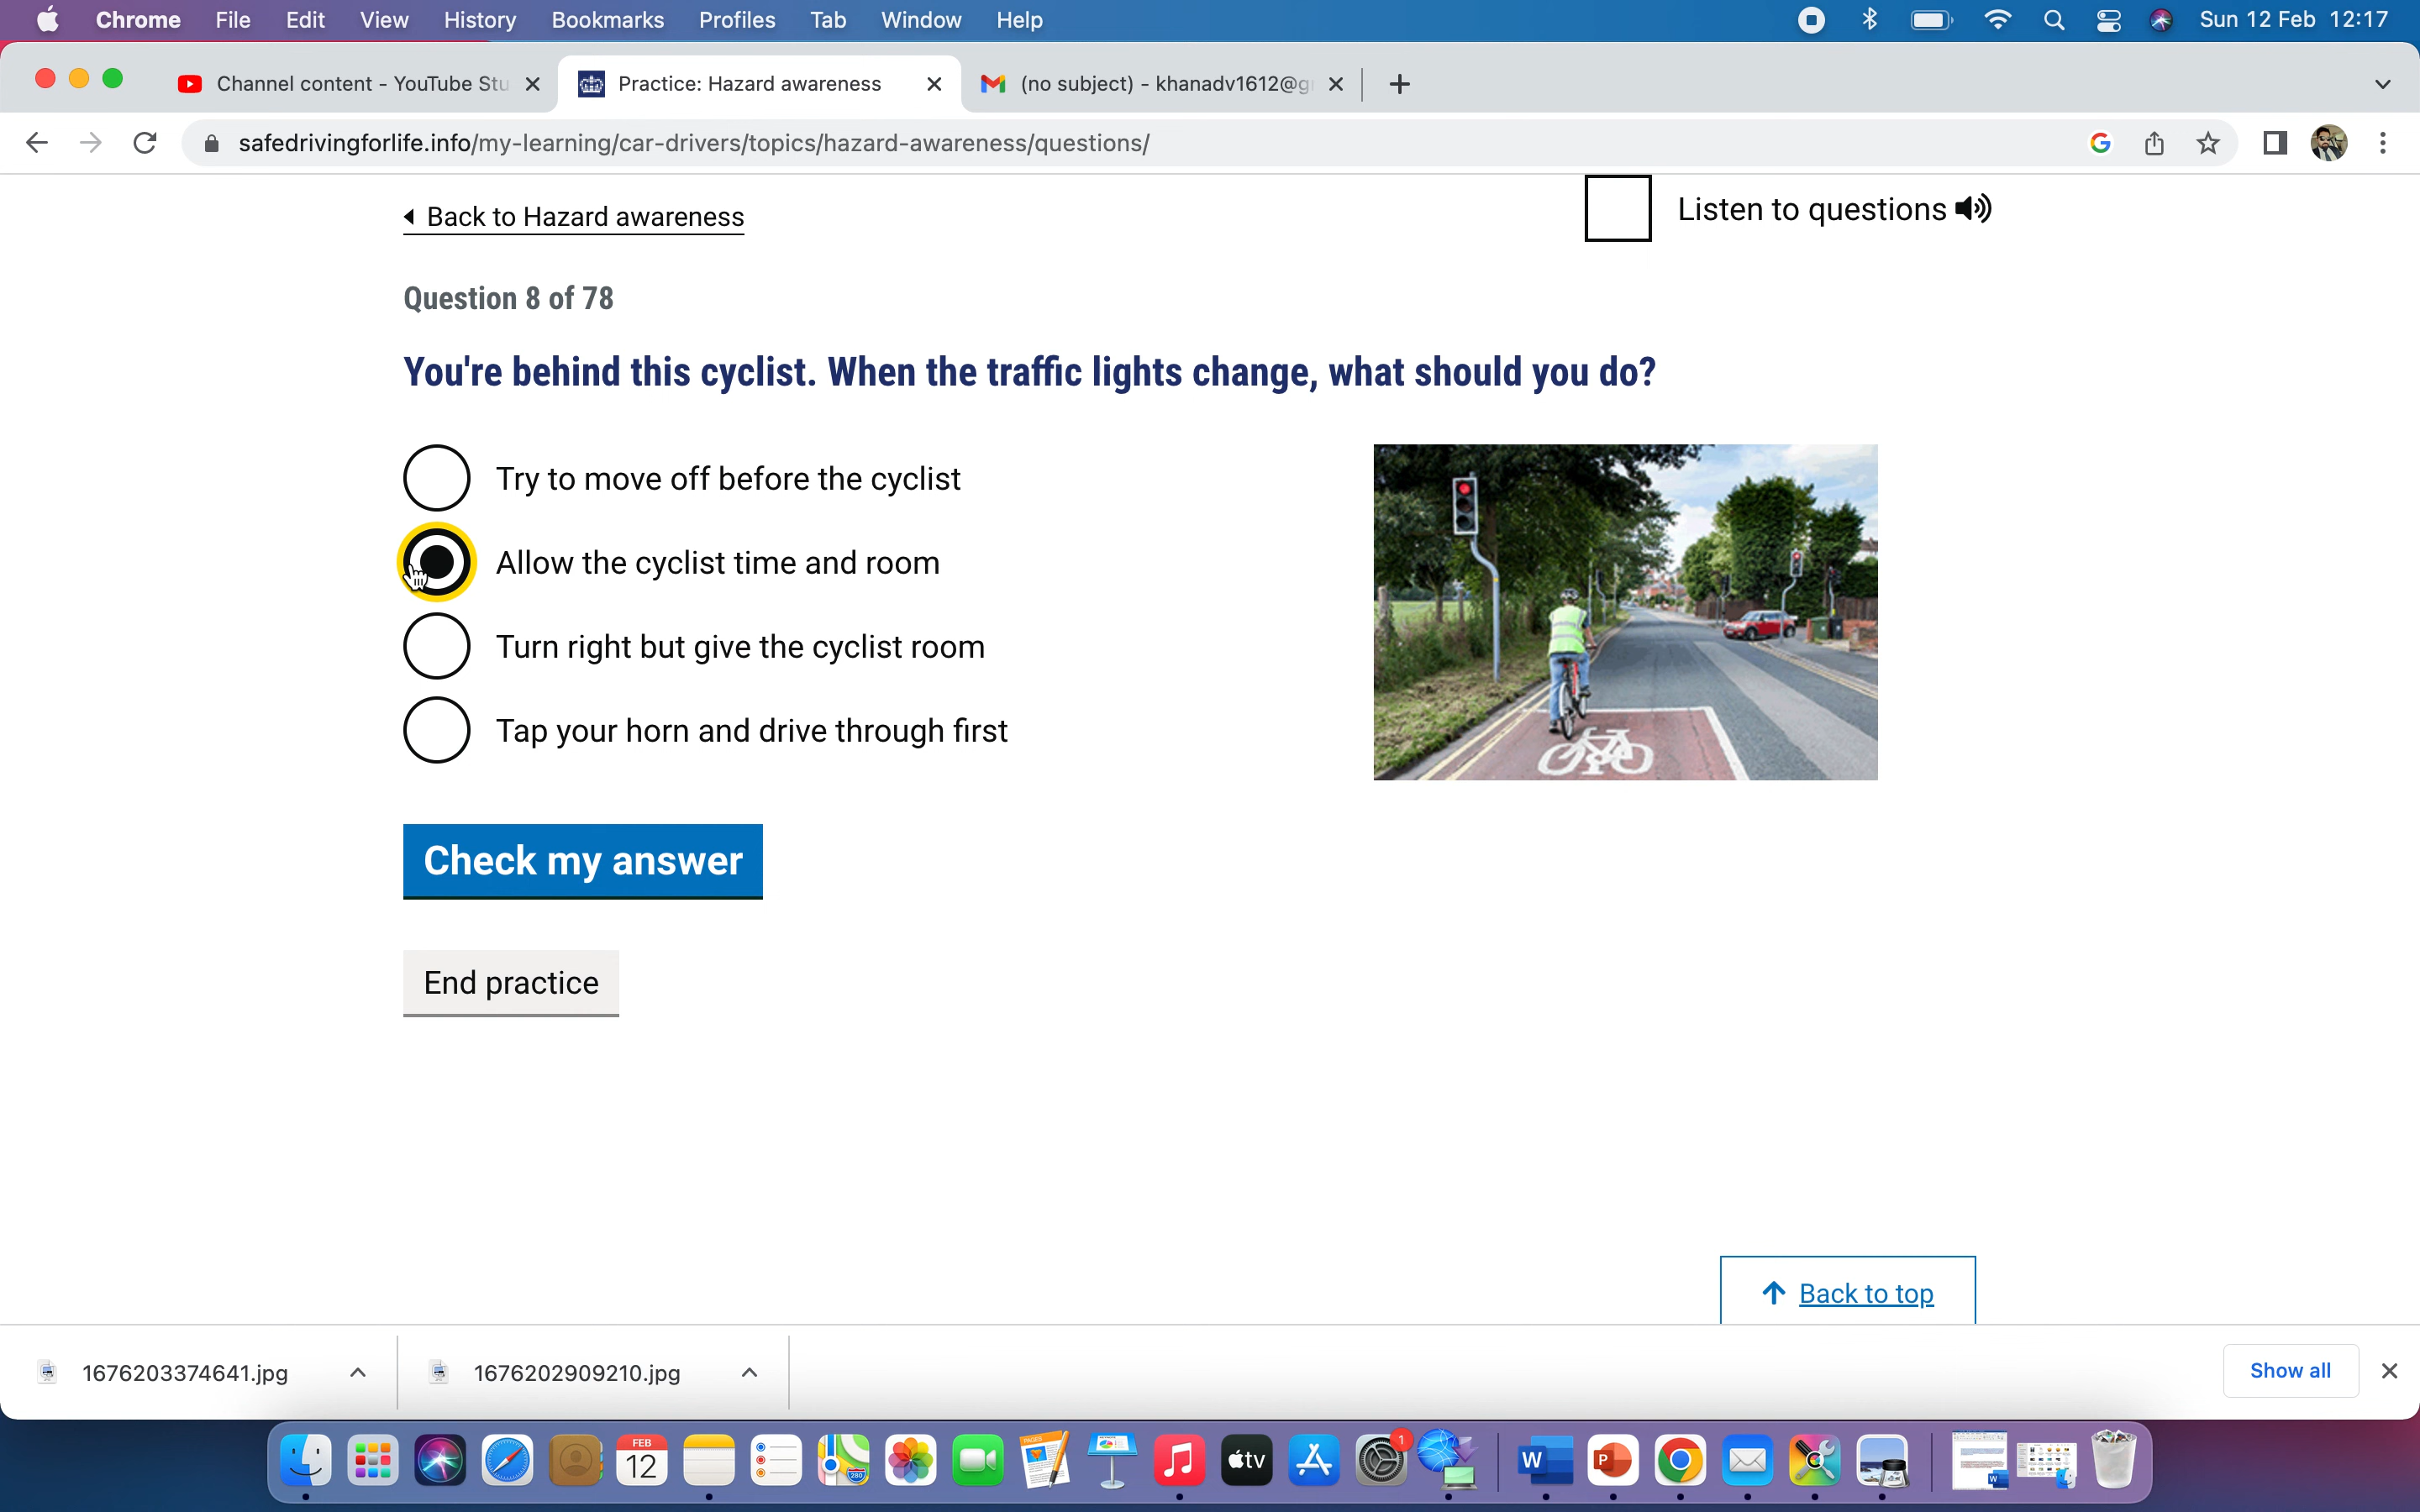 Chrome File Edit View History Bookmarks Profiles Tab Window Help Sun 12 Feb 12:17
Channel content - YouTube Stu Practice: Hazard awareness (no subject) - khanadv1612@g
safedrivingforlife.info/my-learning/car-drivers/topics/hazard-awareness/questions/
Back to Hazard awareness
Listen to questions
Question 8 of 78
You're behind this cyclist. When the traffic lights change, what should you do?
Try to move off before the cyclist
Allow the cyclist time and room
Turn right but give the cyclist room
Tap your horn and drive through first
Check my answer
End practice
Back to top
1676203374641.jpg 1676202909210.jpg Show all
FEB
12
PAGES
280
tv
1
W
P
W